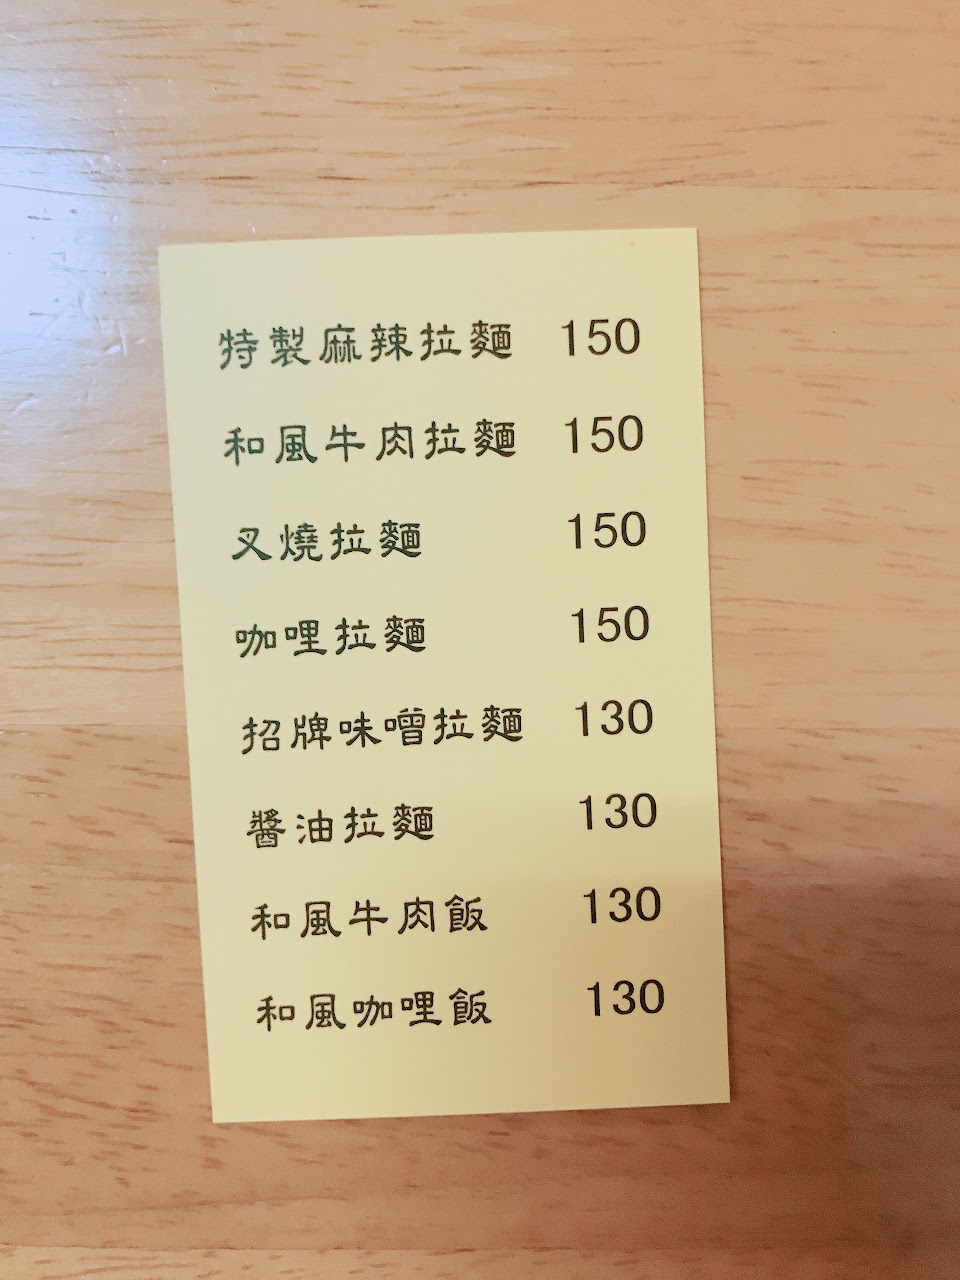 特製麻辣拉麵 150
和風牛肉拉麵 150
叉燒拉麵 150
咖哩拉麵 150
招牌味噌拉麵 130
醬油拉麵 130
和風牛肉飯 130
和風咖哩飯 130